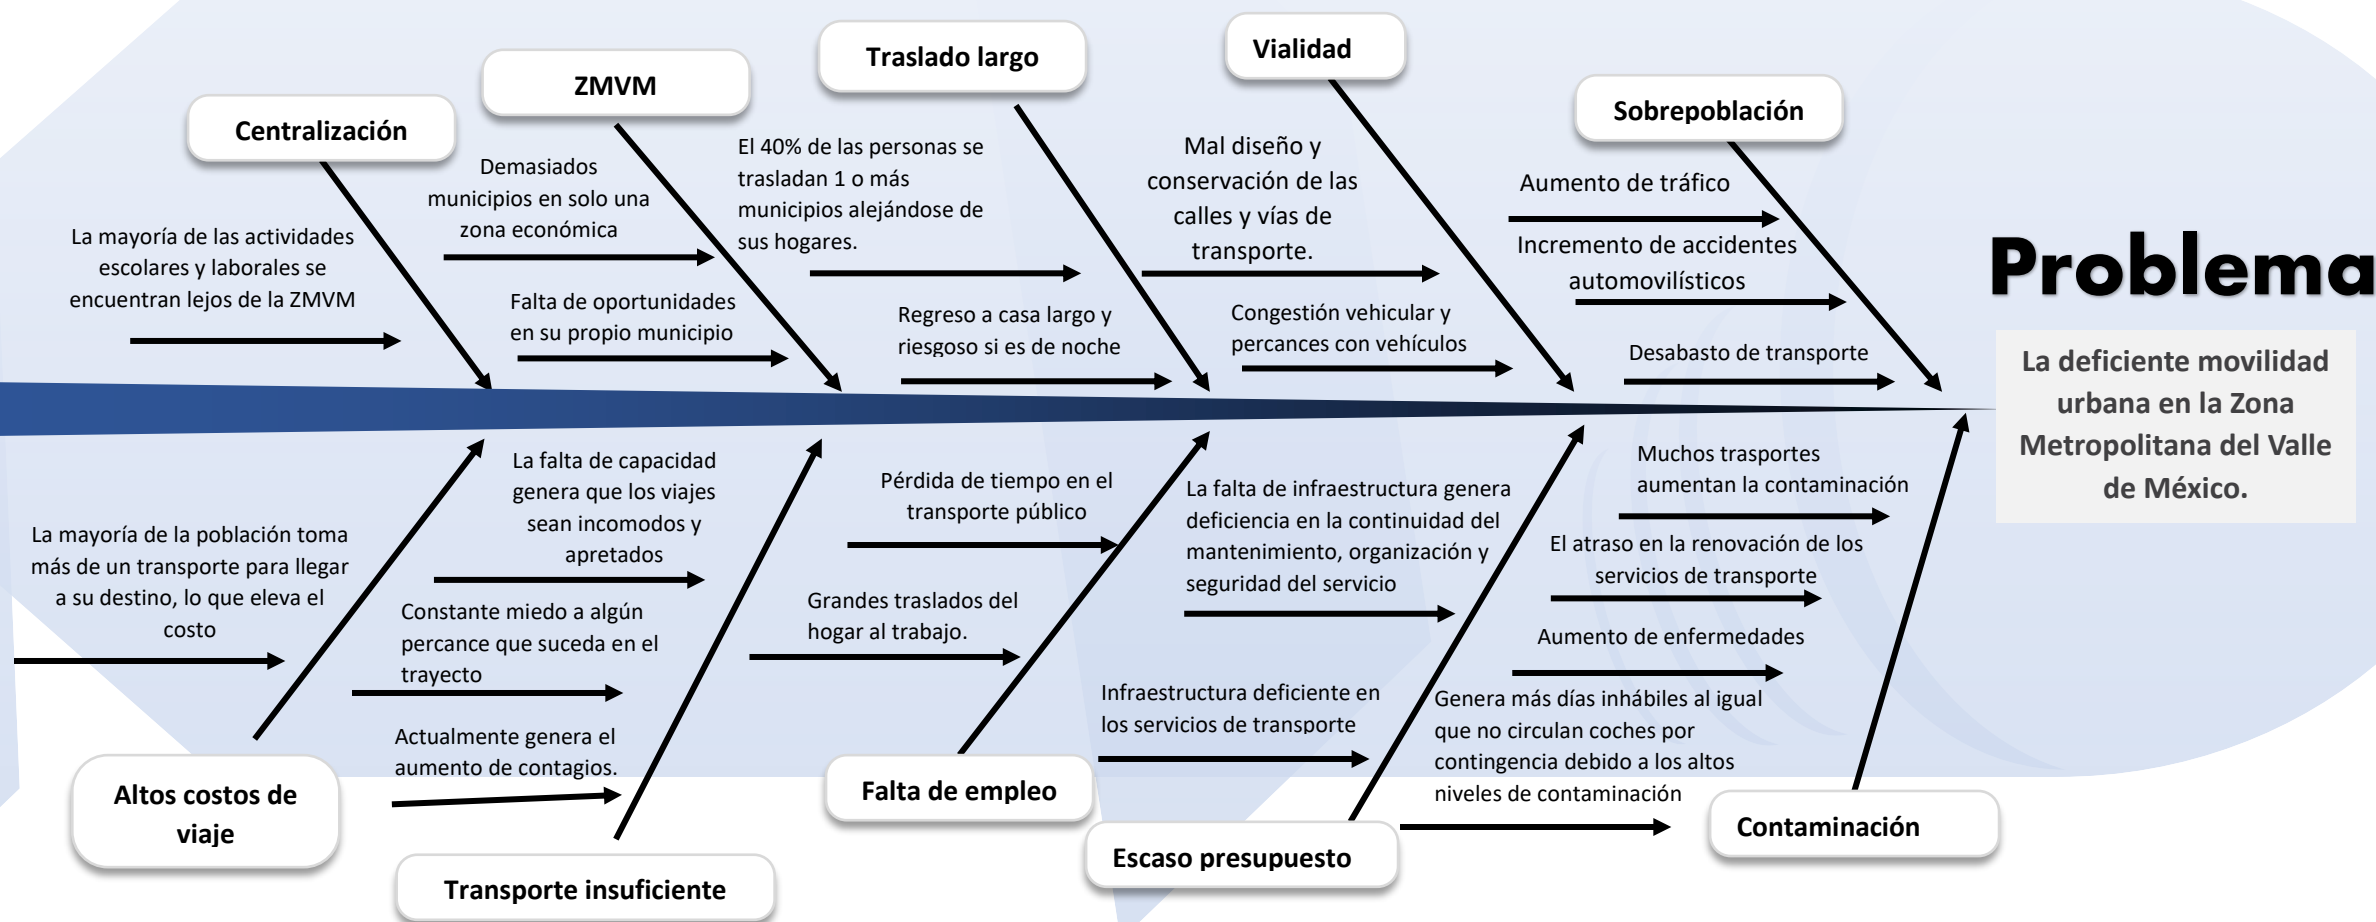 Centralización
La mayoría de las actividades
escolares y laborales se
encuentran lejos de la ZMVM
ZMVM
Demasiados
municipios en solo una
zona económica
Falta de oportunidades
en su propio municipio
Traslado largo
El 40% de las personas se
trasladan 1 o más
municipios alejándose de
sus hogares.
Regreso a casa largo y
riesgoso si es de noche
Vialidad
Mal diseño y
conservación de las
calles y vías de
transporte.
Congestión vehicular y
percances con vehículos
Sobrepoblación
Aumento de tráfico
Incremento de accidentes
automovilísticos
Desabasto de transporte
Problema
La deficiente movilidad
urbana en la Zona
Metropolitana del Valle
de México.
La mayoría de la población toma
más de un transporte para llegar
a su destino, lo que eleva el
costo
Altos costos de
viaje
La falta de capacidad
genera que los viajes
sean incomodos y
apretados
Constante miedo a algún
percance que suceda en el
trayecto
Actualmente genera el
aumento de contagios.
Transporte insuficiente
Pérdida de tiempo en el
transporte público
Grandes traslados del
hogar al trabajo.
Falta de empleo
La falta de infraestructura genera
deficiencia en la continuidad del
mantenimiento, organización y
seguridad del servicio
Infraestructura deficiente en
los servicios de transporte
Escaso presupuesto
Muchos trasportes
aumentan la contaminación
El atraso en la renovación de los
servicios de transporte
Aumento de enfermedades
Genera más días inhábiles al igual
que no circulan coches por
contingencia debido a los altos
niveles de contaminación
Contaminación